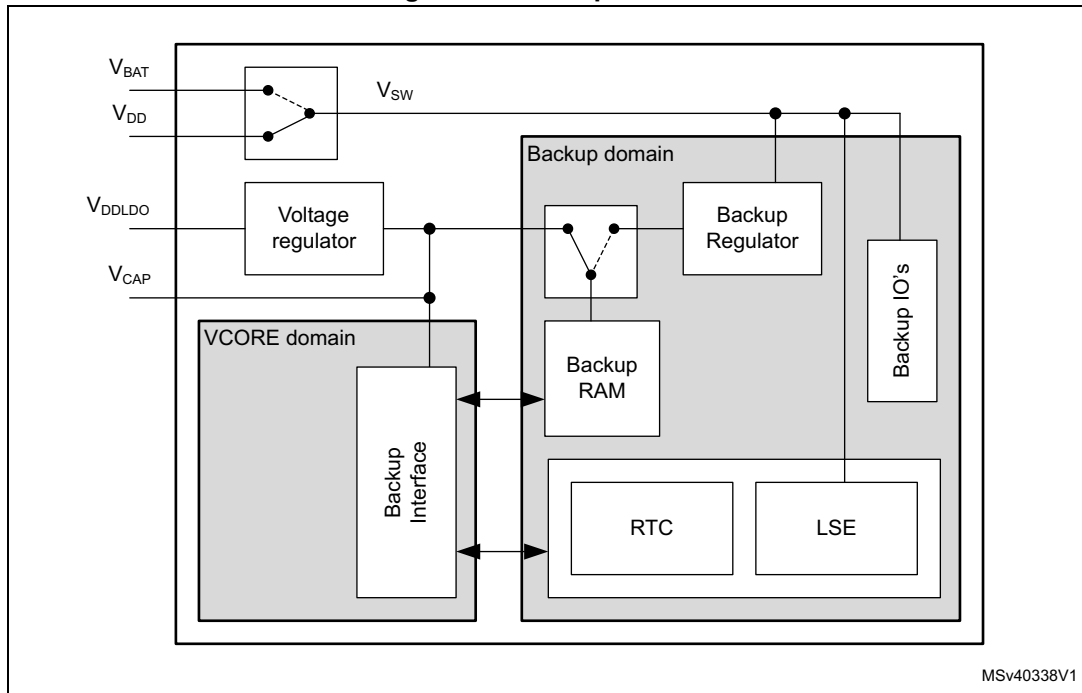 VBAT
VDD
VSW
Backup domain
VDDLDO
Voltage
regulator
Backup
Regulator
VCAP
Backup IO's
VCORE domain
Backup
RAM
Backup
Interface
RTC
LSE
MSv40338V1